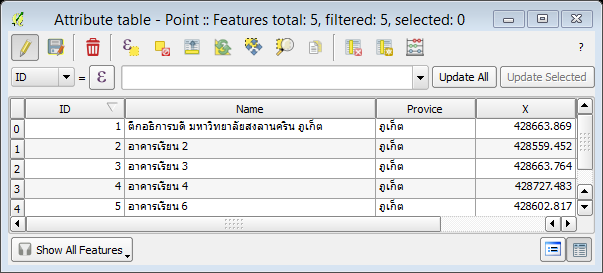 Attribute table - Point :: Features total: 5, filtered: 5, selected: 0
?
ID = ε Update All Update Selected
ID Name Provice X
0 1 ตึกอธิการบดี มหาวิทยาลัยสงลานคริน ภูเก็ต ภูเก็ต 428663.869
1 2 อาคารเรียน 2 ภูเก็ต 428559.452
2 3 อาคารเรียน 3 ภูเก็ต 428663.764
3 4 อาคารเรียน 4 ภูเก็ต 428727.483
4 5 อาคารเรียน 6 ภูเก็ต 428602.817
Show All Features